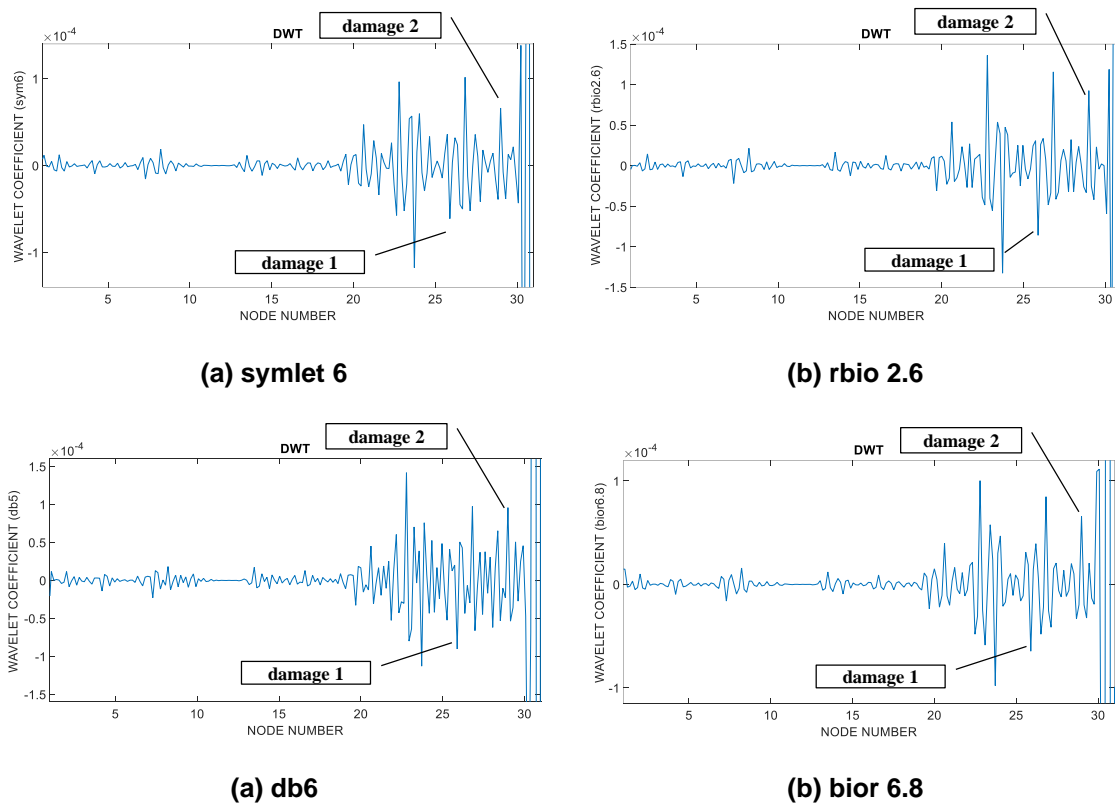 damage 2
×10⁻⁴
DWT
WAVELET COEFFICIENT (sym6)
1
0
-1
damage 1
5 10 15 20 25 30
NODE NUMBER
(a) symlet 6
damage 2
×10⁻⁴
DWT
WAVELET COEFFICIENT (rbio2.6)
1.5
1
0.5
0
-0.5
-1
-1.5
damage 1
5 10 15 20 25 30
NODE NUMBER
(b) rbio 2.6
damage 2
×10⁻⁴
DWT
WAVELET COEFFICIENT (db5)
1.5
1
0.5
0
-0.5
-1
-1.5
damage 1
5 10 15 20 25 30
NODE NUMBER
(a) db6
damage 2
×10⁻⁴
DWT
WAVELET COEFFICIENT (bior6.8)
1
0
-1
damage 1
5 10 15 20 25 30
NODE NUMBER
(b) bior 6.8